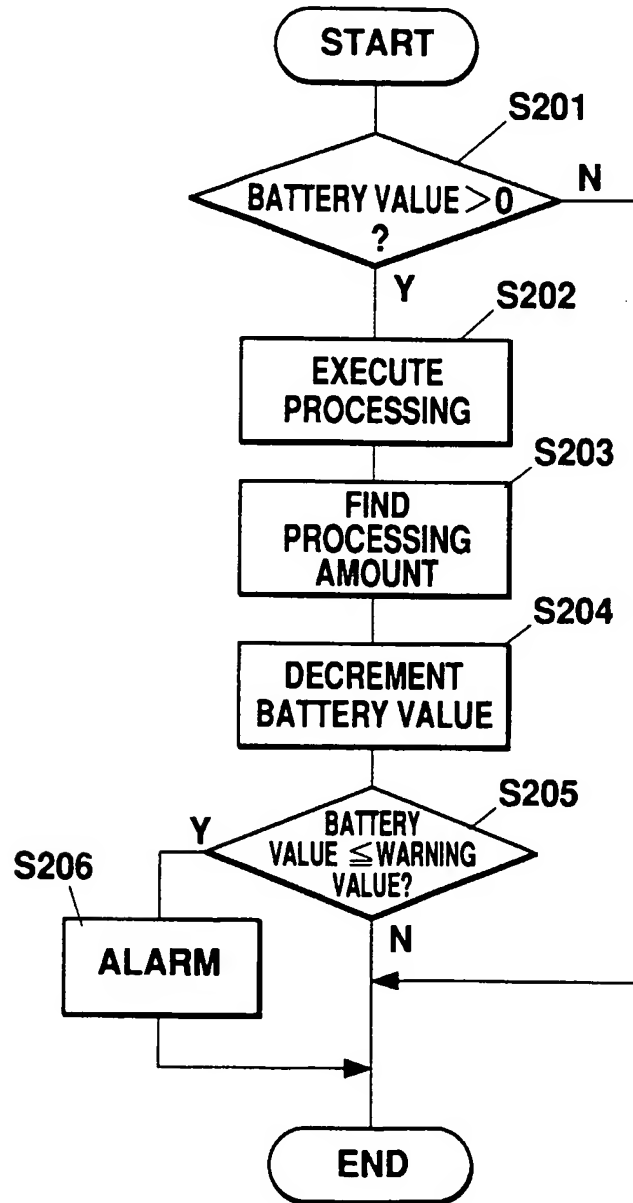 START
S201
BATTERY VALUE>0
?
N
Y
S202
EXECUTE
PROCESSING
S203
FIND
PROCESSING
AMOUNT
S204
DECREMENT
BATTERY VALUE
S205
BATTERY
VALUE ≦ WARNING
VALUE?
Y
N
S206
ALARM
END